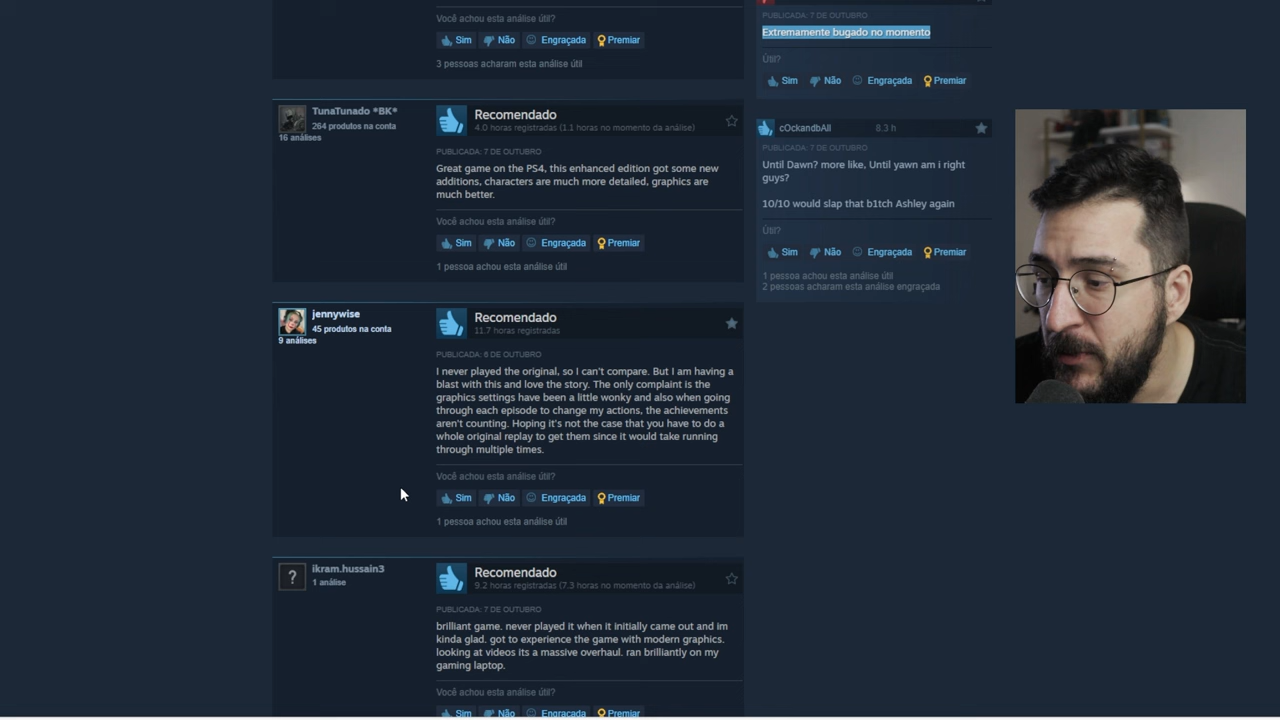 Você achou esta análise útil?
Sim Não Engraçada Premiar
3 pessoas acharam esta análise útil
TunaTunado *BK*
264 produtos na conta
16 análises
Recomendado
4.0 horas registradas (1.1 horas no momento da análise)
PUBLICADA: 7 DE OUTUBRO
Great game on the PS4, this enhanced edition got some new
additions, characters are much more detailed, graphics are
much better.
Você achou esta análise útil?
Sim Não Engraçada Premiar
1 pessoa achou esta análise útil
jennywise
45 produtos na conta
9 análises
Recomendado
11.7 horas registradas
PUBLICADA: 6 DE OUTUBRO
I never played the original, so I can't compare. But I am having a
blast with this and love the story. The only complaint is the
graphics settings have been a little wonky and also when going
through each episode to change my actions, the achievements
aren't counting. Hoping it's not the case that you have to do a
whole original replay to get them since it would take running
through multiple times.
Você achou esta análise útil?
Sim Não Engraçada Premiar
1 pessoa achou esta análise útil
ikram.hussain3
1 análise
Recomendado
9.2 horas registradas (7.3 horas no momento da análise)
PUBLICADA: 7 DE OUTUBRO
brilliant game. never played it when it initially came out and im
kinda glad. got to experience the game with modern graphics.
looking at videos its a massive overhaul. ran brilliantly on my
gaming laptop.
Você achou esta análise útil?
Sim Não Engraçada Premiar
PUBLICADA: 7 DE OUTUBRO
Extremamente bugado no momento
Útil?
Sim Não Engraçada Premiar
cOckandbAll 8.3 h
PUBLICADA: 7 DE OUTUBRO
Until Dawn? more like, Until yawn am i right
guys?
10/10 would slap that b1tch Ashley again
Útil?
Sim Não Engraçada Premiar
1 pessoa achou esta análise útil
2 pessoas acharam esta análise engraçada